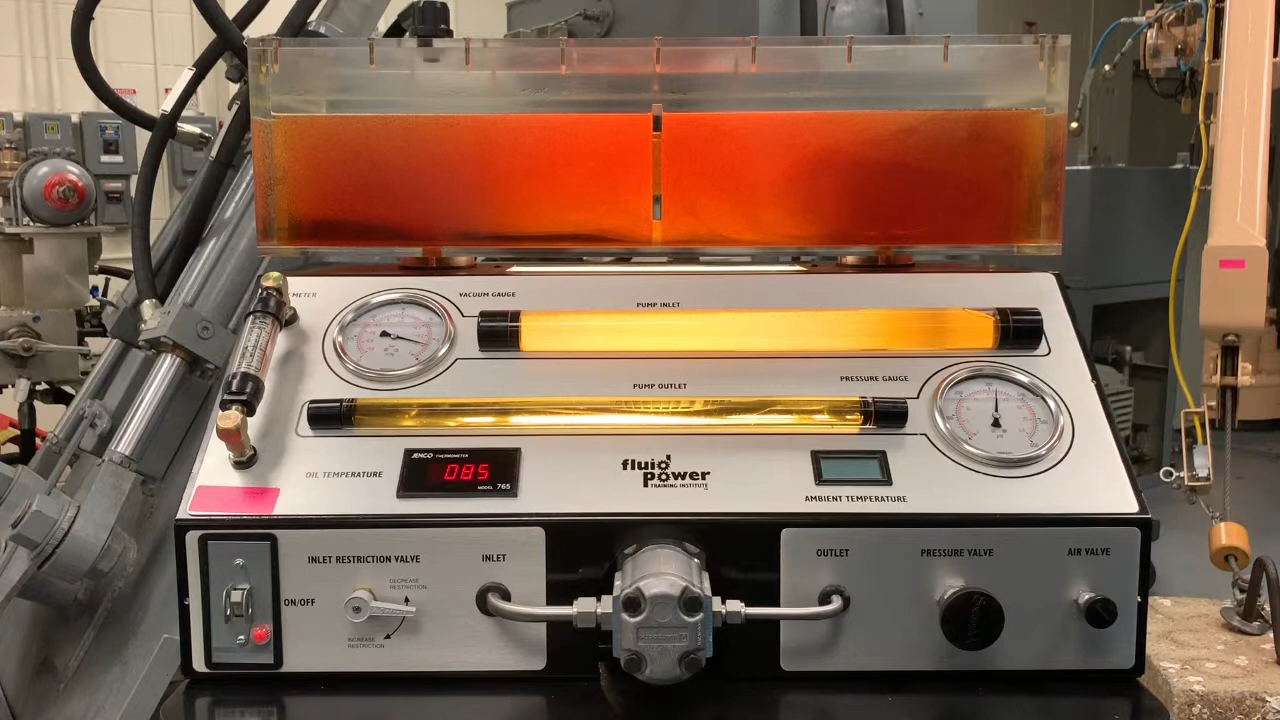 METER
VACUUM GAUGE
PUMP INLET
PUMP OUTLET
PRESSURE GAUGE
OIL TEMPERATURE
JENCO THERMOMETER
085
MODEL 765
fluid
power
TRAINING INSTITUTE
AMBIENT TEMPERATURE
INLET RESTRICTION VALVE
DECREASE
RESTRICTION
INCREASE
RESTRICTION
ON/OFF
INLET
OUTLET
PRESSURE VALVE
AIR VALVE